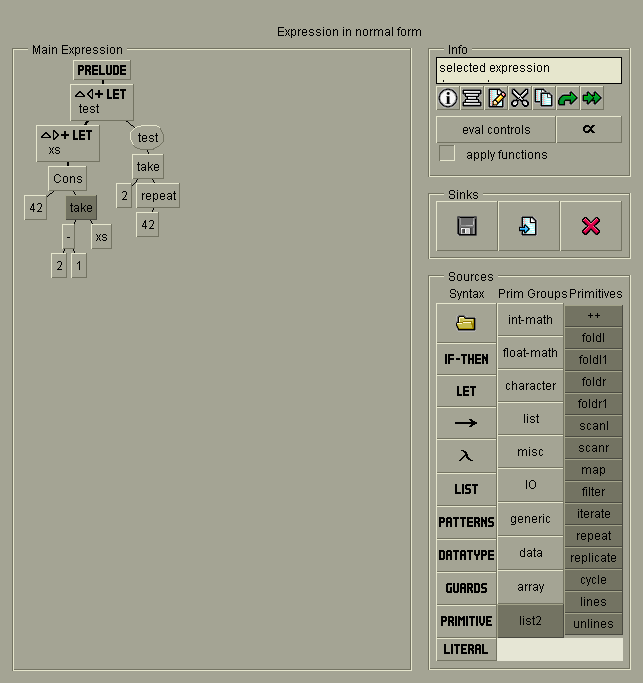 Expression in normal form
Main Expression
PRELUDE
LET
test
LET
xs
test
Cons
take
42
take
2
repeat
-
xs
42
2
1
Info
selected expression
eval controls
∝
apply functions
Sinks
Sources
Syntax
Prim Groups
Primitives
IF-THEN
LET
→
λ
LIST
PATTERNS
DATATYPE
GUARDS
PRIMITIVE
LITERAL
int-math
float-math
character
list
misc
IO
generic
data
array
list2
++
foldl
foldl1
foldr
foldr1
scanl
scanr
map
filter
iterate
repeat
replicate
cycle
lines
unlines